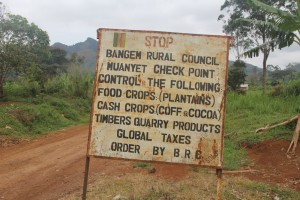 STOP
BANGEM RURAL COUNCIL
MUANYET CHECK POINT
CONTROL THE FOLLOWING
FOOD CROPS (PLANTAINS)
CASH CROPS (COFF & COCOA)
TIMBERS QUARRY PRODUCTS
GLOBAL TAXES
ORDER BY B.R.C